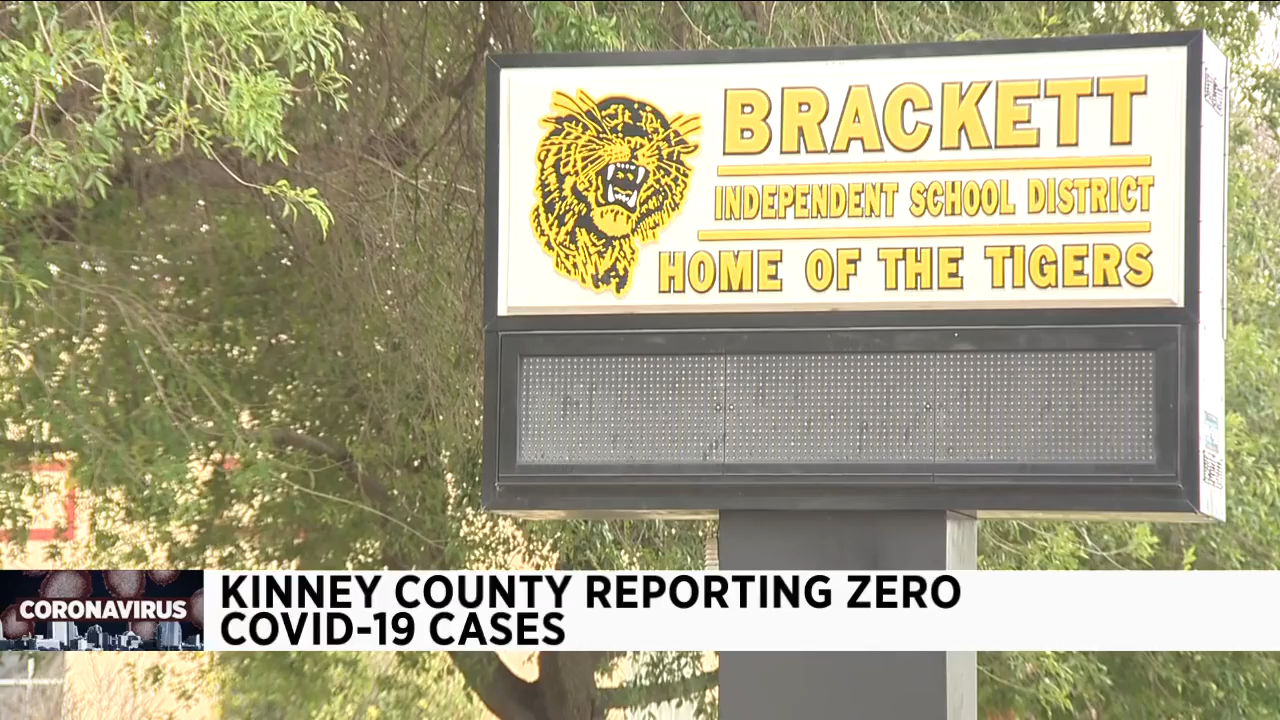 BRACKETT
INDEPENDENT SCHOOL DISTRICT
HOME OF THE TIGERS
CORONAVIRUS
KINNEY COUNTY REPORTING ZERO
COVID-19 CASES